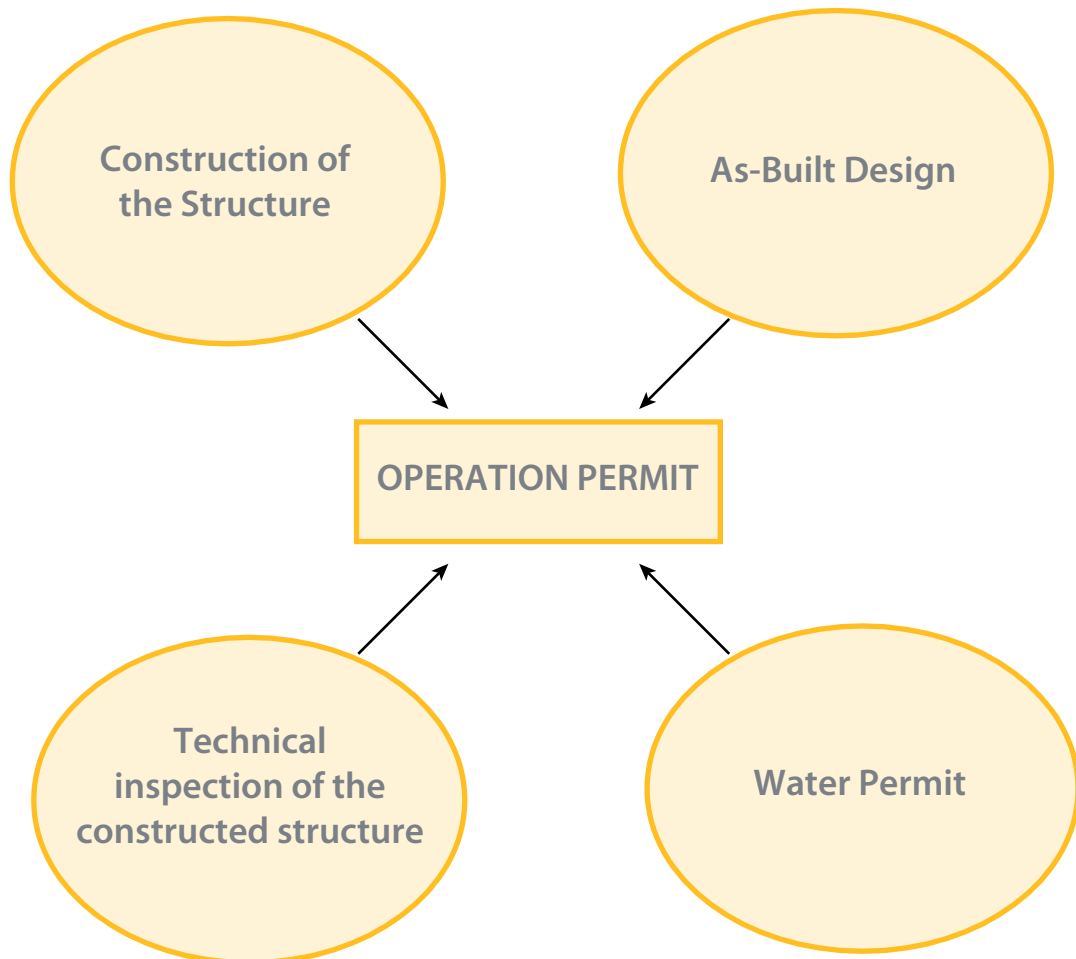 Construction of
the Structure
As-Built Design
OPERATION PERMIT
Technical
inspection of the
constructed structure
Water Permit